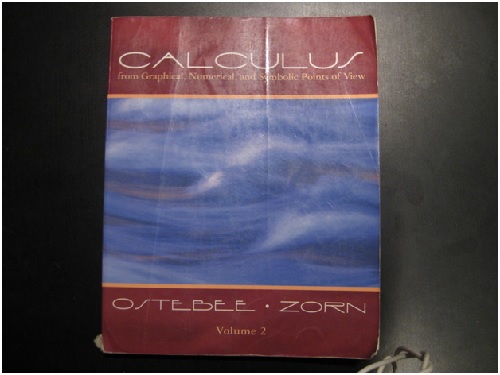 CALCULUS
from Graphical, Numerical, and Symbolic Points of View
OSTEBEE · ZORN
Volume 2